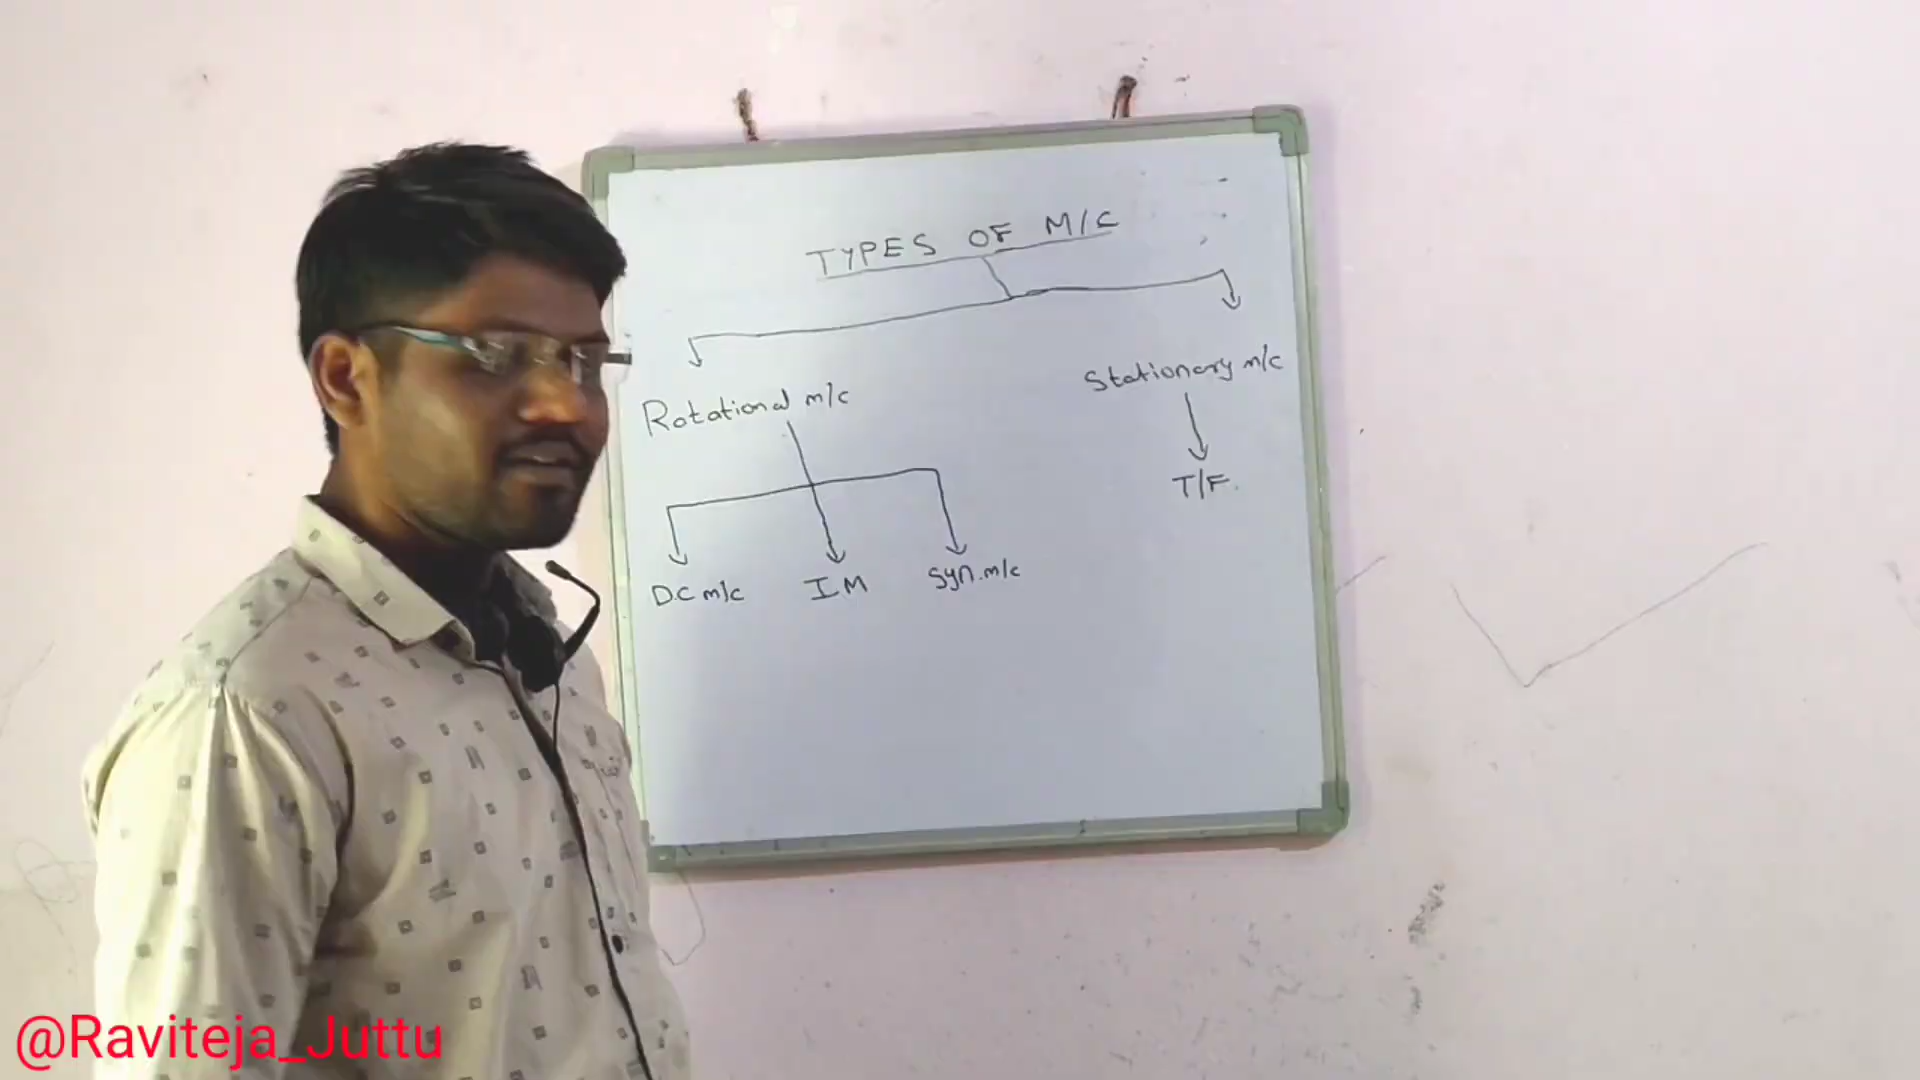 TYPES OF M/C
Rotational m/c
Stationary m/c
T/F.
D.C m/c
I.M
Syn.m/c
@Raviteja_Juttu